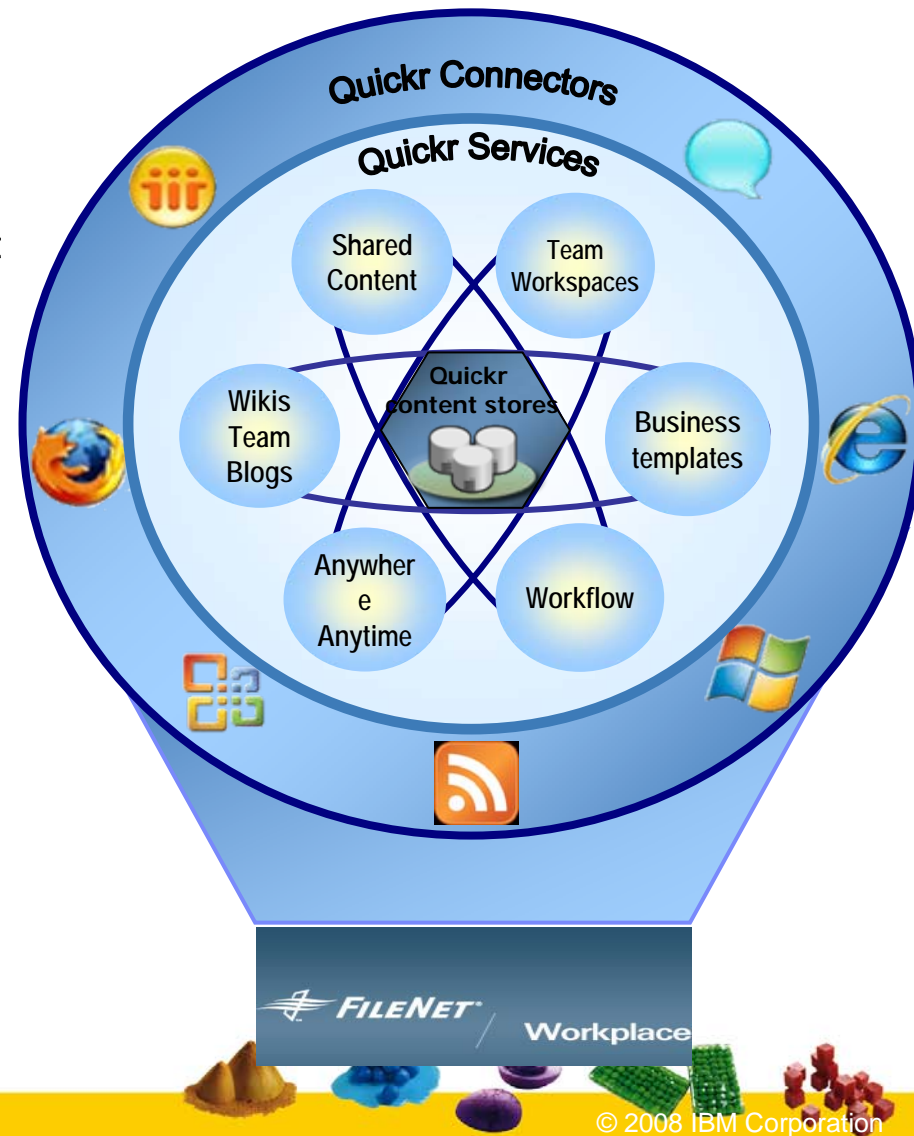 Quickr Connectors
Quickr Services
Shared
Content
Team
Workspaces
Quickr
content stores
Wikis
Team
Blogs
Business
templates
Anywher
e
Anytime
Workflow
FILENET
Workplace
© 2008 IBM Corporation